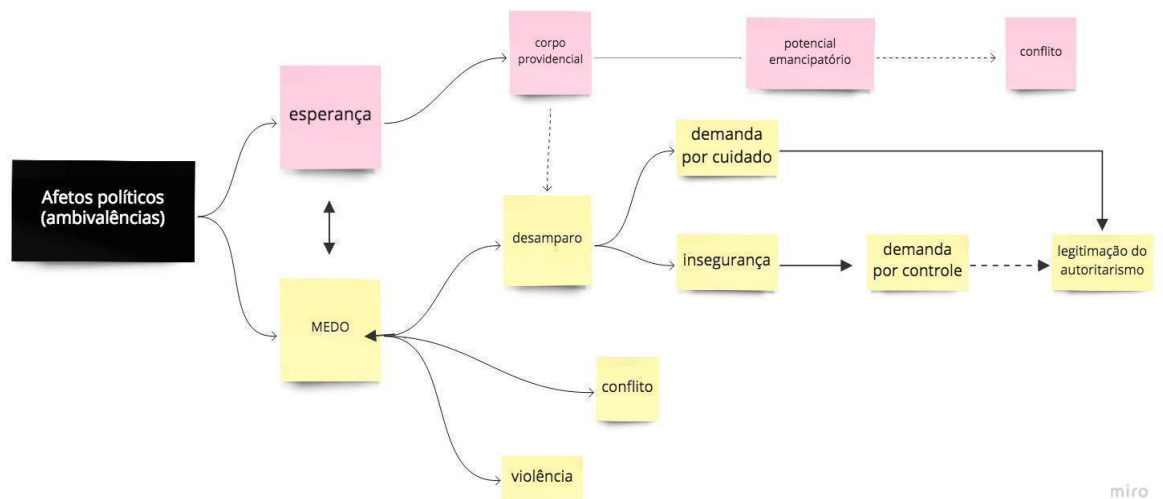 Afetos políticos
(ambivalências)
esperança
corpo
providencial
potencial
emancipatório
conflito
MEDO
desamparo
demanda
por cuidado
insegurança
demanda
por controle
legitimação do
autoritarismo
conflito
violência
miro